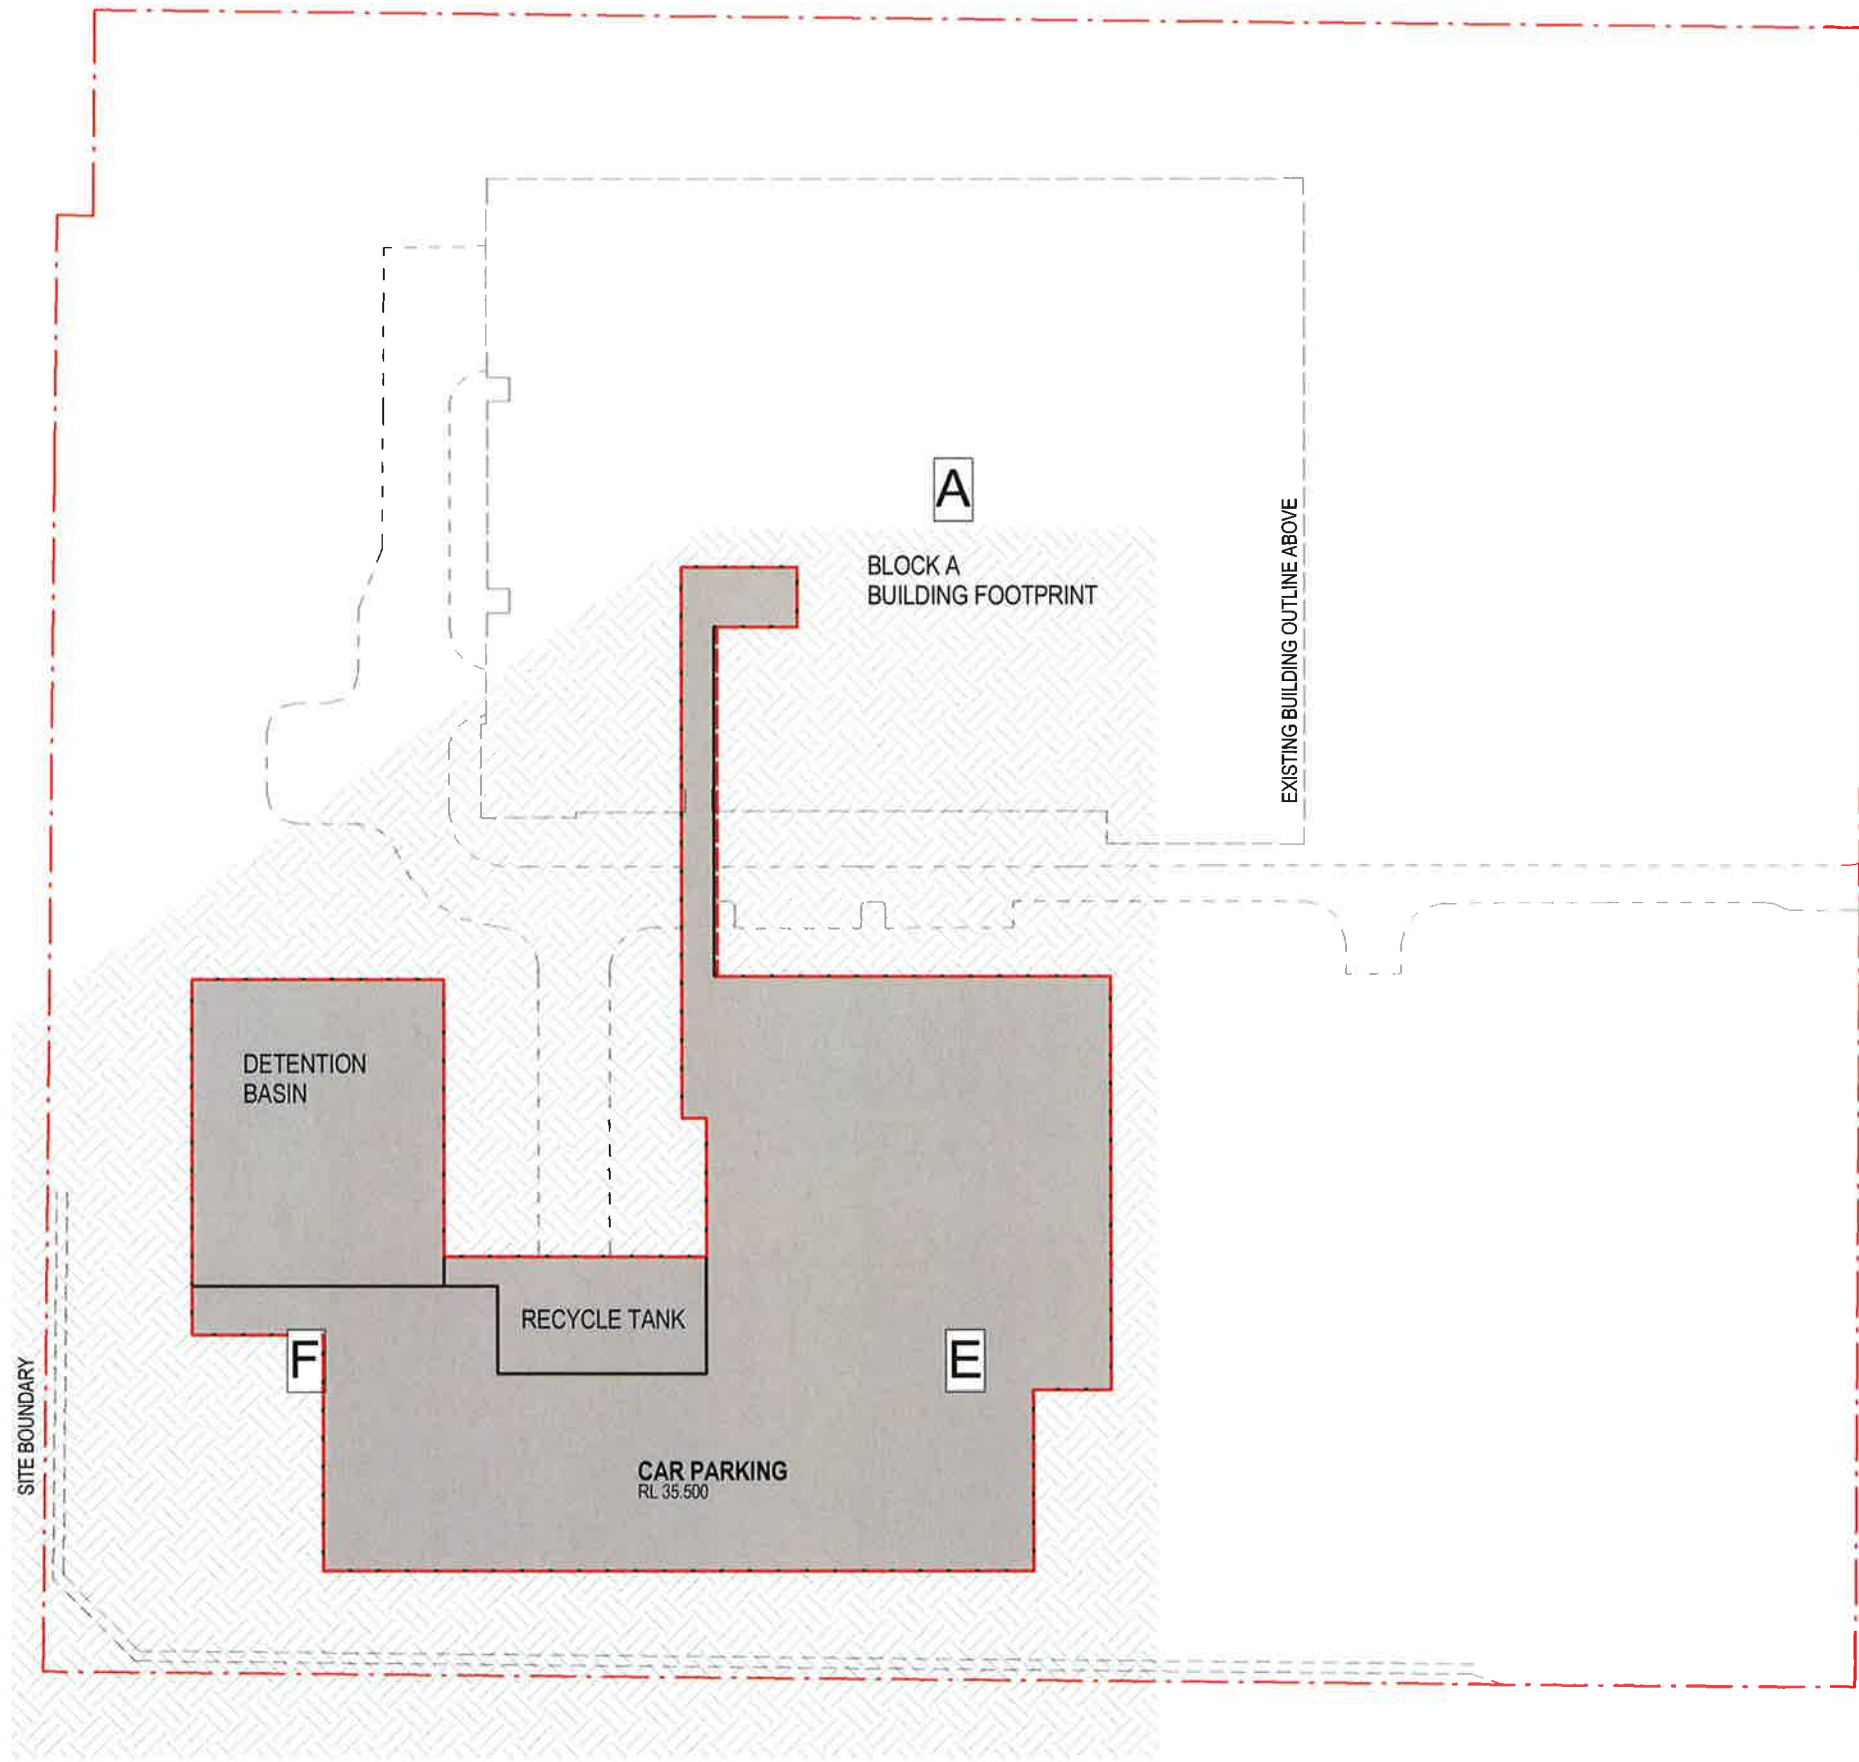 A
BLOCK A
BUILDING FOOTPRINT
EXISTING BUILDING OUTLINE ABOVE
DETENTION
BASIN
RECYCLE TANK
F
E
SITE BOUNDARY
CAR PARKING
RL 35.500